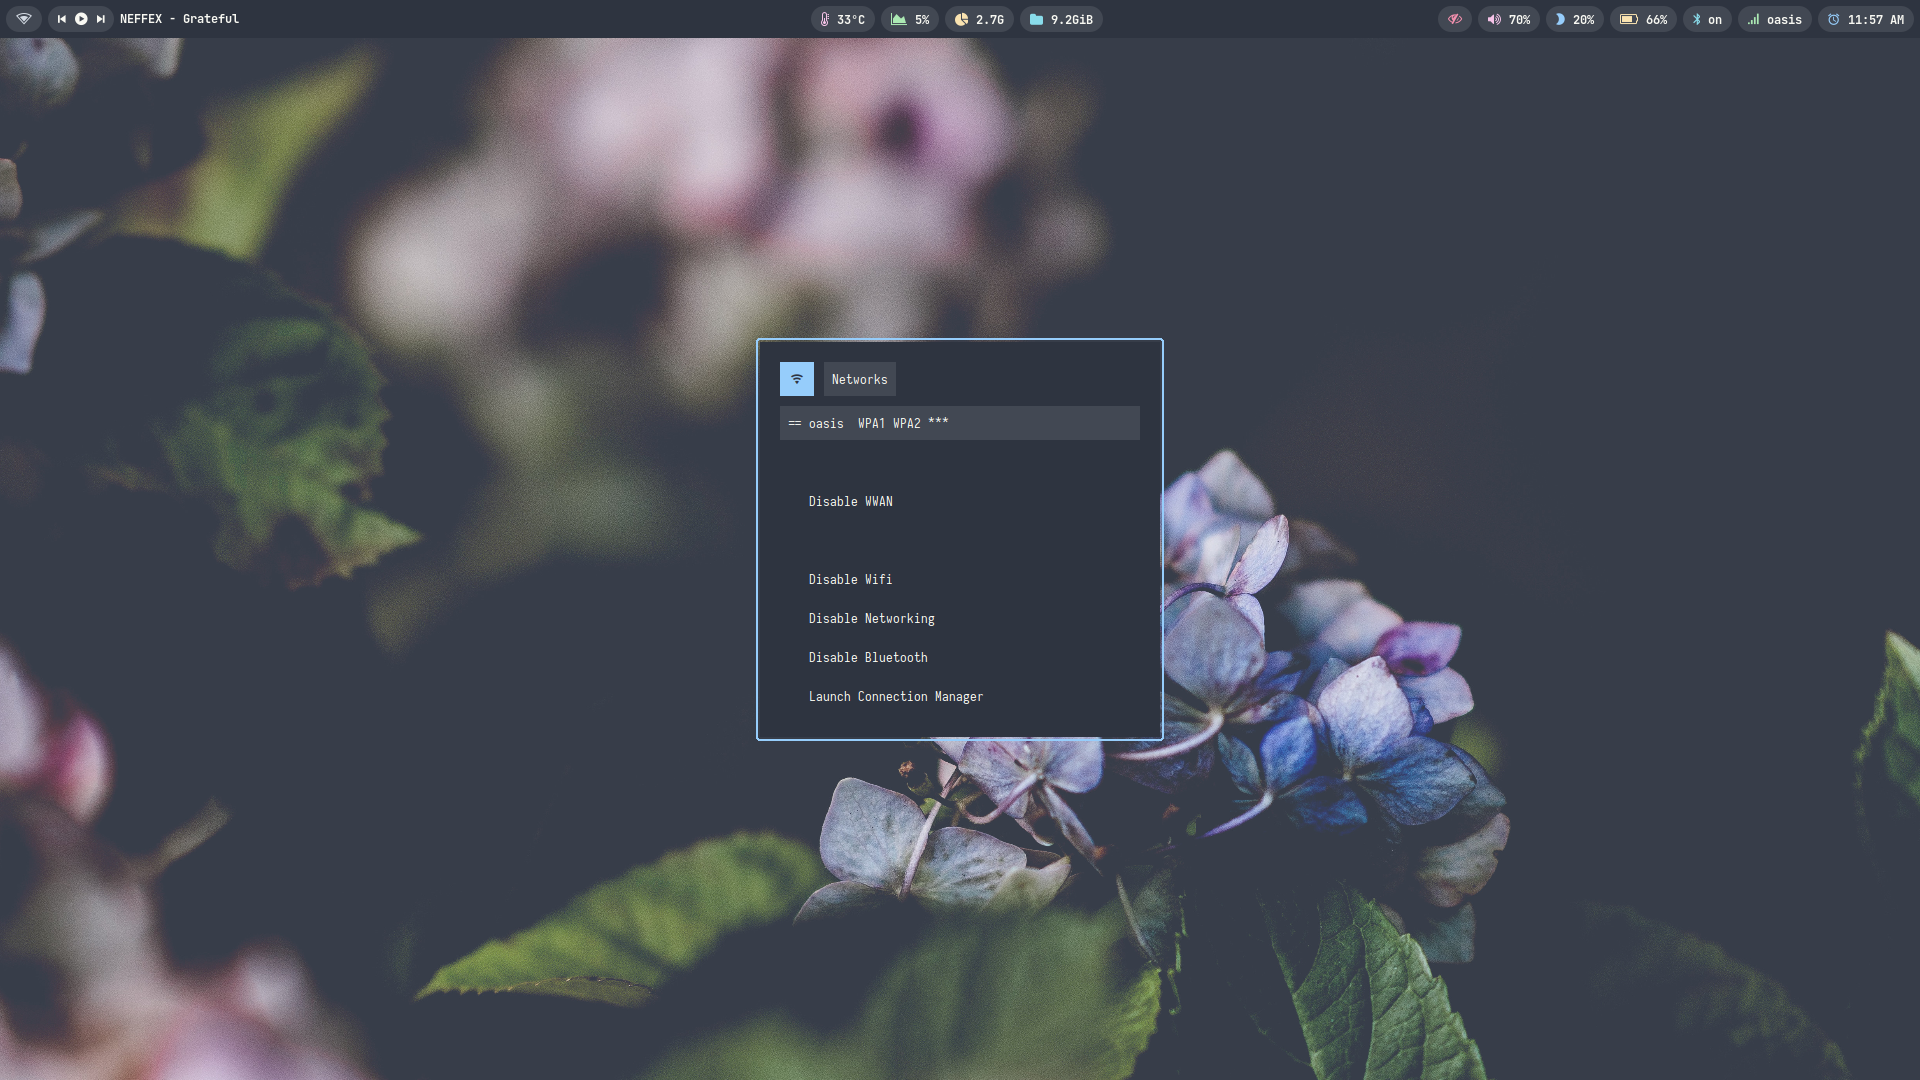 NEFFEX - Grateful
33°C
5%
2.7G
9.2GiB
70%
20%
66%
on
oasis
11:57 AM
Networks
== oasis  WPA1 WPA2 ***
Disable WWAN
Disable Wifi
Disable Networking
Disable Bluetooth
Launch Connection Manager